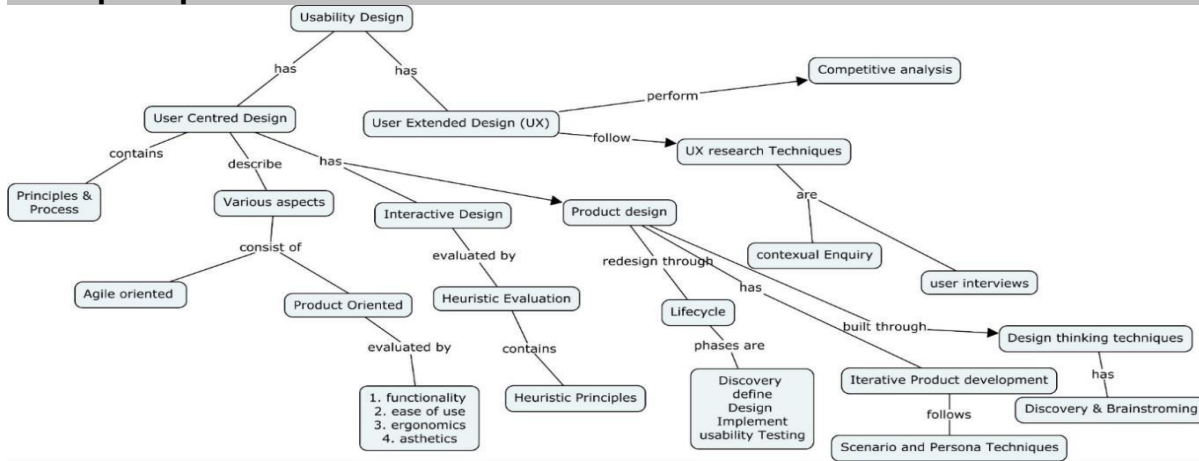 Usability Design
has
has
Competitive analysis
perform
User Centred Design
User Extended Design (UX)
follow
UX research Techniques
contains
describe
has
are
Principles &
Process
Various aspects
Interactive Design
Product design
contexual Enquiry
consist of
evaluated by
redesign through
has
user interviews
Agile oriented
Product Oriented
Heuristic Evaluation
Lifecycle
built through
Design thinking techniques
evaluated by
contains
phases are
has
1. functionality
2. ease of use
3. ergonomics
4. asthetics
Heuristic Principles
Discovery
define
Design
Implement
usability Testing
Iterative Product development
Discovery & Brainstroming
follows
Scenario and Persona Techniques